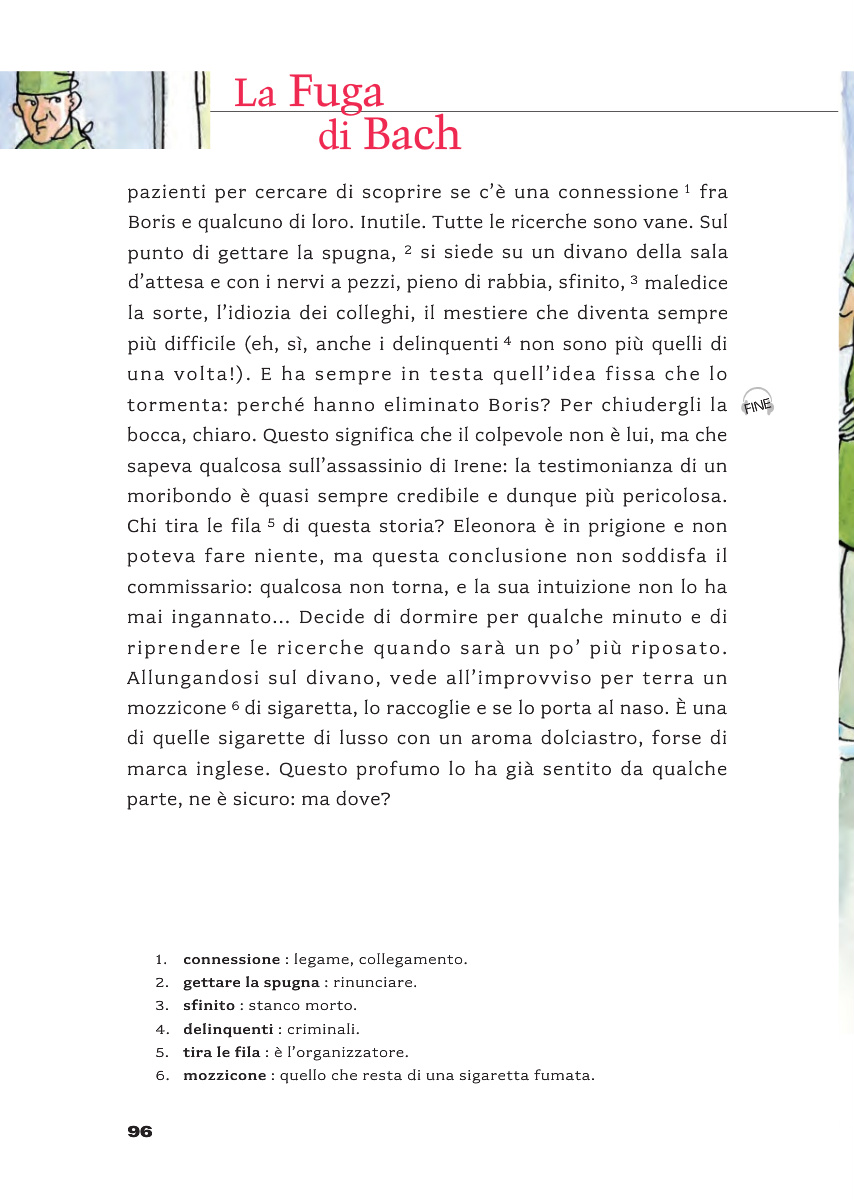 La Fuga
di Bach
pazienti per cercare di scoprire se c’è una connessione 1 fra
Boris e qualcuno di loro. Inutile. Tutte le ricerche sono vane. Sul
punto di gettare la spugna, 2 si siede su un divano della sala
d’attesa e con i nervi a pezzi, pieno di rabbia, sfinito, 3 maledice
la sorte, l’idiozia dei colleghi, il mestiere che diventa sempre
più difficile (eh, sì, anche i delinquenti 4 non sono più quelli di
una volta!). E ha sempre in testa quell’idea fissa che lo
tormenta: perché hanno eliminato Boris? Per chiudergli la
FINE
bocca, chiaro. Questo significa che il colpevole non è lui, ma che
sapeva qualcosa sull’assassinio di Irene: la testimonianza di un
moribondo è quasi sempre credibile e dunque più pericolosa.
Chi tira le fila 5 di questa storia? Eleonora è in prigione e non
poteva fare niente, ma questa conclusione non soddisfa il
commissario: qualcosa non torna, e la sua intuizione non lo ha
mai ingannato... Decide di dormire per qualche minuto e di
riprendere le ricerche quando sarà un po’ più riposato.
Allungandosi sul divano, vede all’improvviso per terra un
mozzicone 6 di sigaretta, lo raccoglie e se lo porta al naso. È una
di quelle sigarette di lusso con un aroma dolciastro, forse di
marca inglese. Questo profumo lo ha già sentito da qualche
parte, ne è sicuro: ma dove?
1. connessione : legame, collegamento.
2. gettare la spugna : rinunciare.
3. sfinito : stanco morto.
4. delinquenti : criminali.
5. tira le fila : è l’organizzatore.
6. mozzicone : quello che resta di una sigaretta fumata.
96